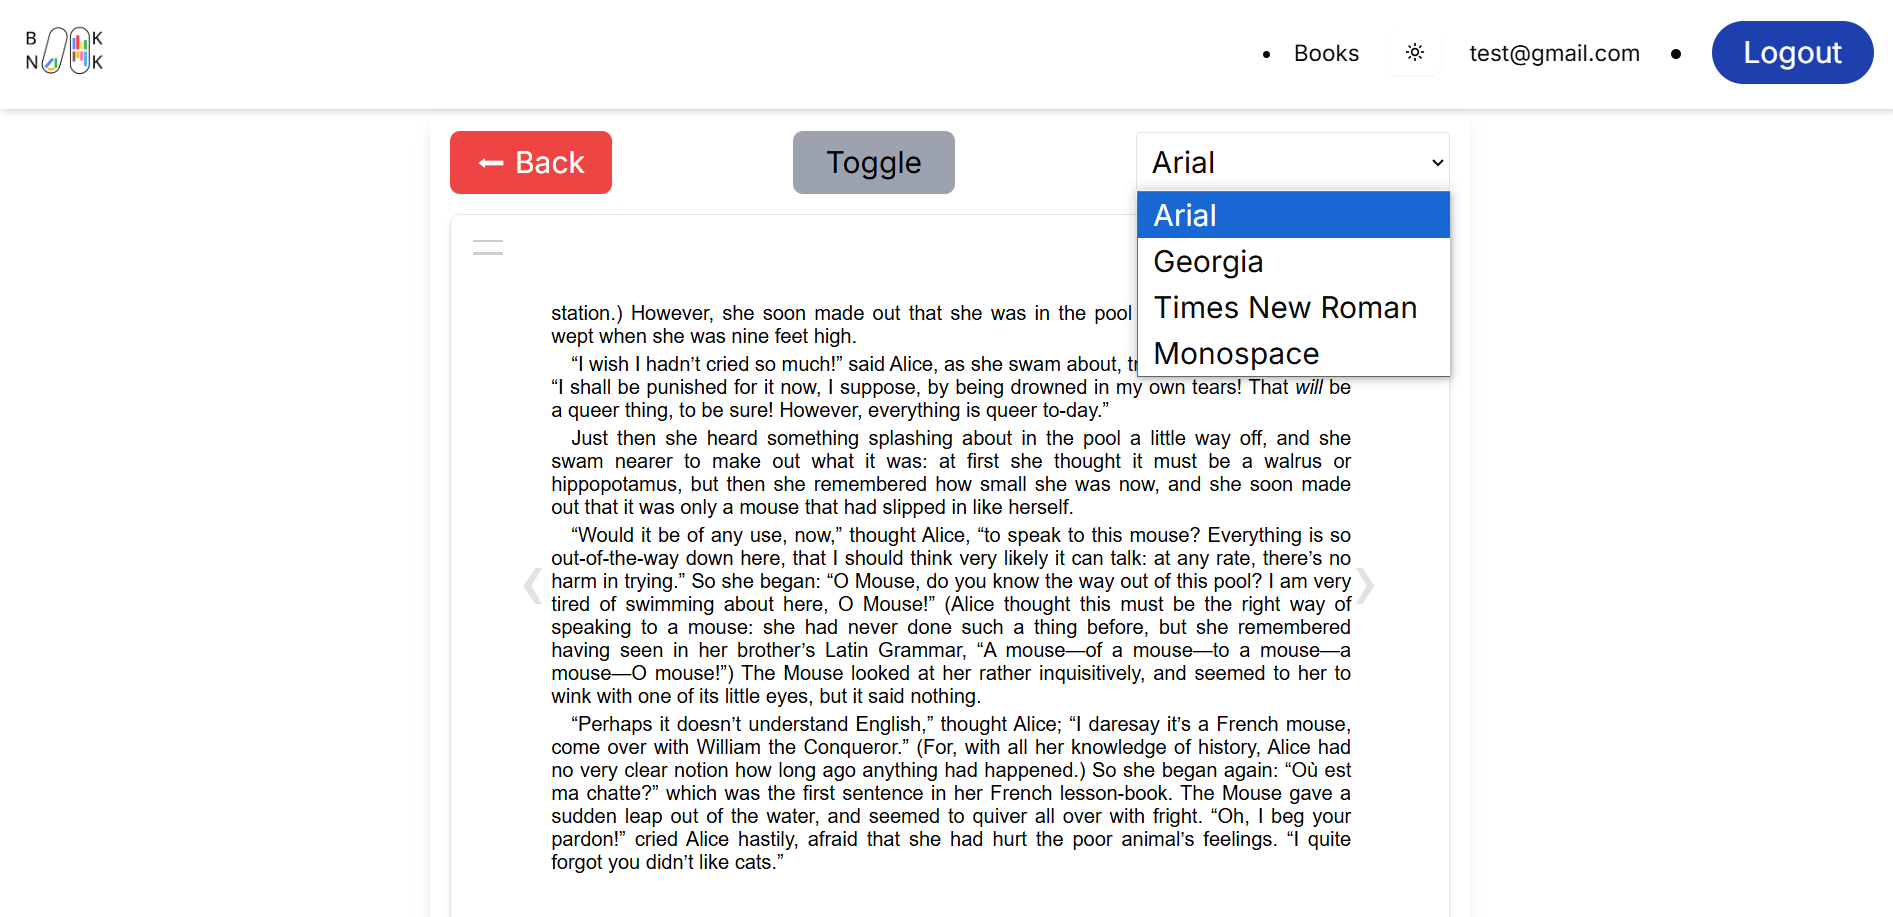 B K
N K
• Books
test@gmail.com
Logout
Back
Toggle
Arial
Arial
Georgia
Times New Roman
Monospace
station.) However, she soon made out that she was in the pool
wept when she was nine feet high.
“I wish I hadn’t cried so much!” said Alice, as she swam about,
“I shall be punished for it now, I suppose, by being drowned in my own tears! That will be
a queer thing, to be sure! However, everything is queer to-day.”
Just then she heard something splashing about in the pool a little way off, and she
swam nearer to make out what it was: at first she thought it must be a walrus or
hippopotamus, but then she remembered how small she was now, and she soon made
out that it was only a mouse that had slipped in like herself.
“Would it be of any use, now,” thought Alice, “to speak to this mouse? Everything is so
out-of-the-way down here, that I should think very likely it can talk: at any rate, there’s no
harm in trying.” So she began: “O Mouse, do you know the way out of this pool? I am very
tired of swimming about here, O Mouse!” (Alice thought this must be the right way of
speaking to a mouse: she had never done such a thing before, but she remembered
having seen in her brother’s Latin Grammar, “A mouse—of a mouse—to a mouse—a
mouse—O mouse!”) The Mouse looked at her rather inquisitively, and seemed to her to
wink with one of its little eyes, but it said nothing.
“Perhaps it doesn’t understand English,” thought Alice; “I daresay it’s a French mouse,
come over with William the Conqueror.” (For, with all her knowledge of history, Alice had
no very clear notion how long ago anything had happened.) So she began again: “Où est
ma chatte?” which was the first sentence in her French lesson-book. The Mouse gave a
sudden leap out of the water, and seemed to quiver all over with fright. “Oh, I beg your
pardon!” cried Alice hastily, afraid that she had hurt the poor animal’s feelings. “I quite
forgot you didn’t like cats.”